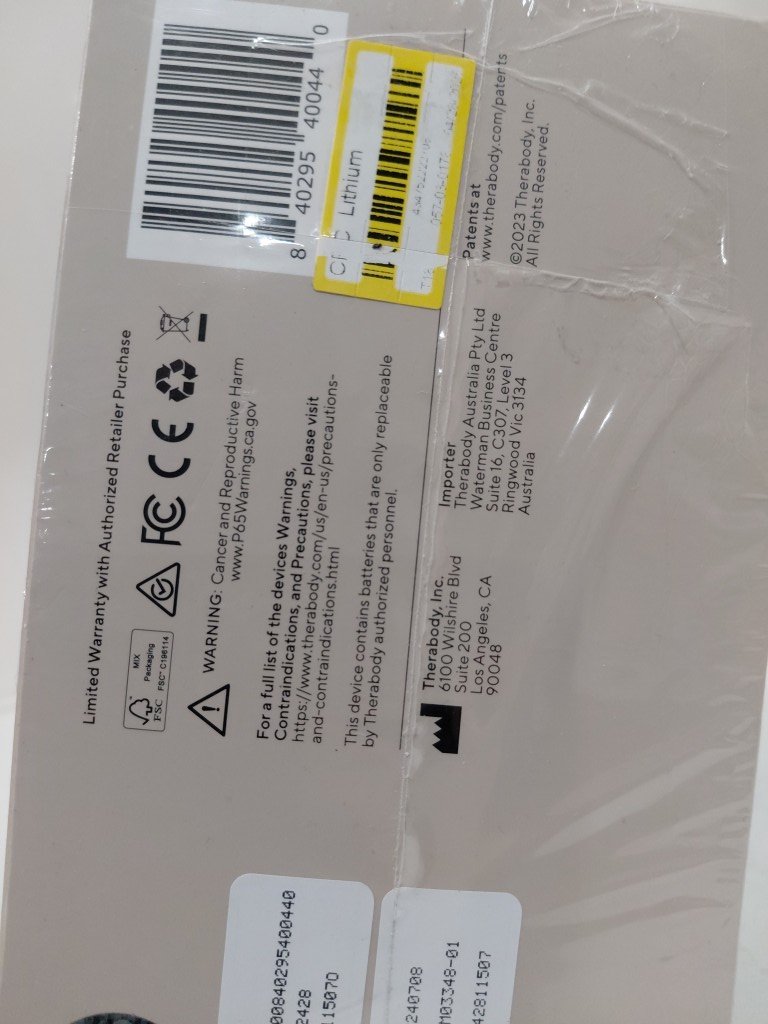 Limited Warranty with Authorized Retailer Purchase
FSC
MIX
Packaging
FSC™ C196114
FC CE
WARNING: Cancer and Reproductive Harm
www.P65Warnings.ca.gov
For a full list of the devices Warnings,
Contraindications, and Precautions, please visit
https://www.therabody.com/us/en-us/precautions-
and-contraindications.html
This device contains batteries that are only replaceable
by Therabody authorized personnel.
8 40295 40044 0
Lithium
Therabody, Inc.
6100 Wilshire Blvd
Suite 200
Los Angeles, CA
90048
Importer
Therabody Australia Pty Ltd
Waterman Business Centre
Suite 16, C307, Level 3
Ringwood Vic 3134
Australia
Patents at
www.therabody.com/patents
©2023 Therabody, Inc.
All Rights Reserved.
00840295400440
2428
115070
240708
M03348-01
42811507